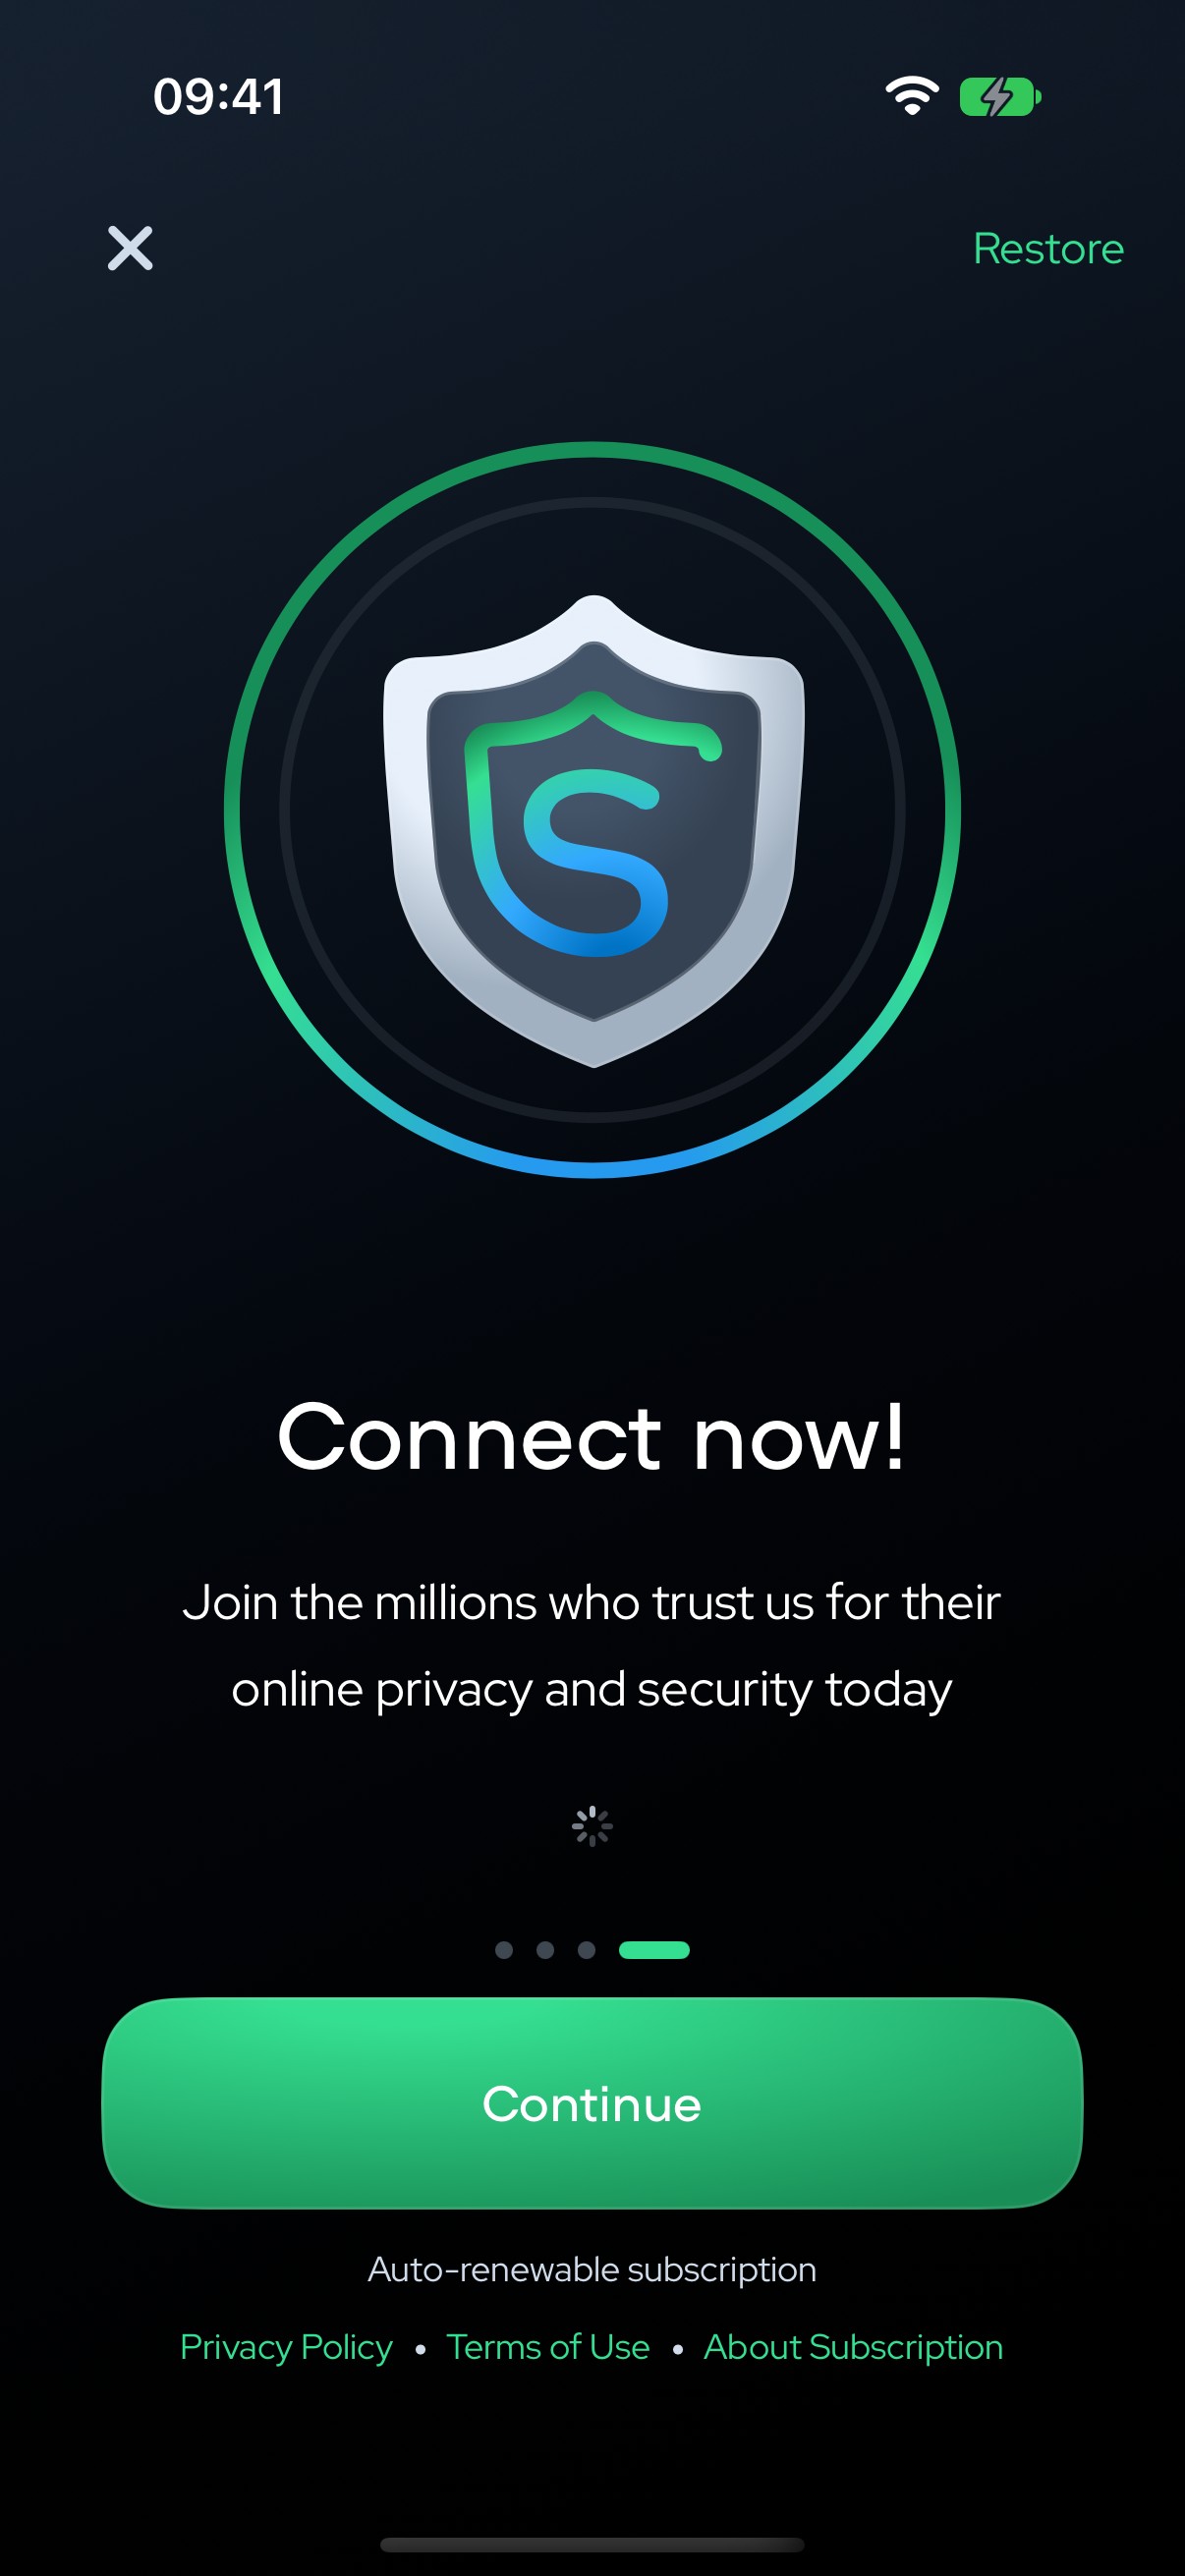 09:41
Restore
Connect now!
Join the millions who trust us for their
online privacy and security today
Continue
Auto-renewable subscription
Privacy Policy • Terms of Use • About Subscription